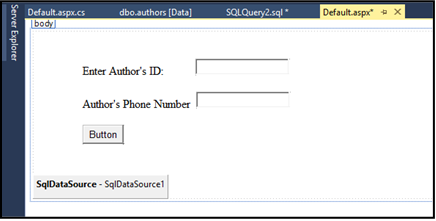 Server Explorer
Default.aspx.cs dbo.authors [Data] SQLQuery2.sql * Default.aspx*
body
Enter Author's ID:
Author's Phone Number
Button
SqlDataSource - SqlDataSource1